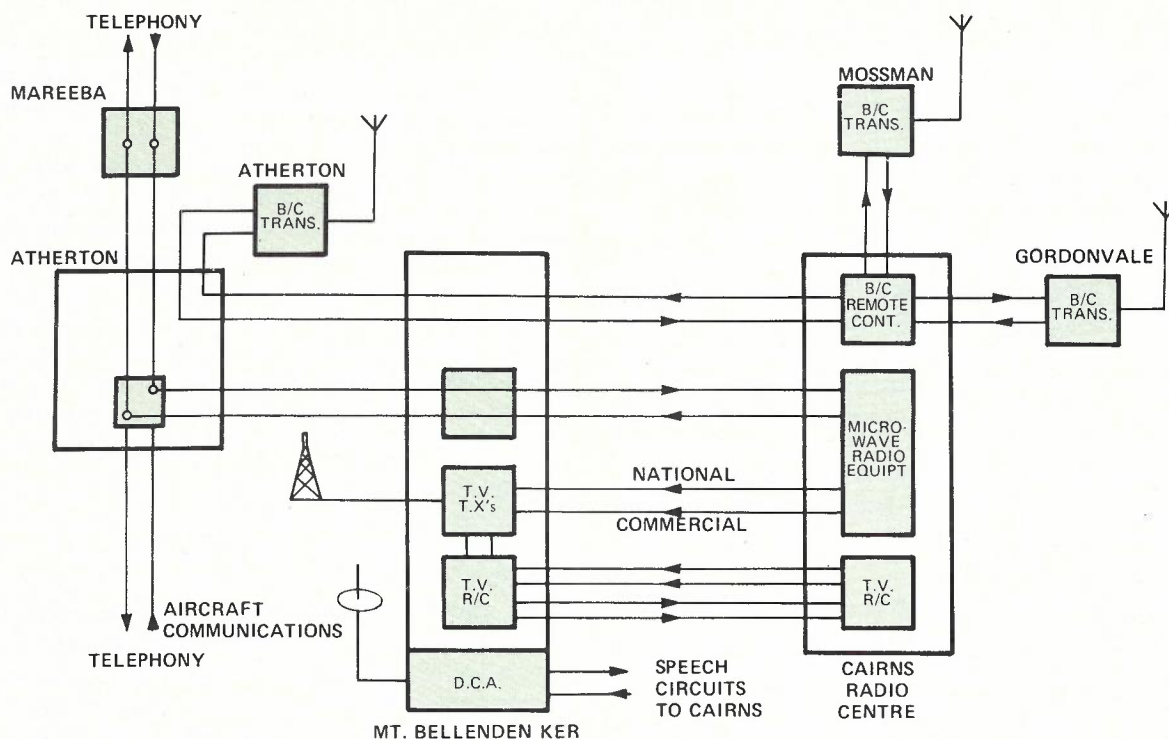 TELEPHONY
MAREEBA
ATHERTON
B/C
TRANS.
ATHERTON
MOSSMAN
B/C
TRANS.
GORDONVALE
B/C
TRANS.
B/C
REMOTE
CONT.
MICRO-
WAVE
RADIO
EQUIPT
NATIONAL
COMMERCIAL
T.V.
T.X's
T.V.
R/C
T.V.
R/C
AIRCRAFT
COMMUNICATIONS
TELEPHONY
D.C.A.
SPEECH
CIRCUITS
TO CAIRNS
CAIRNS
RADIO
CENTRE
MT. BELLENDEN KER